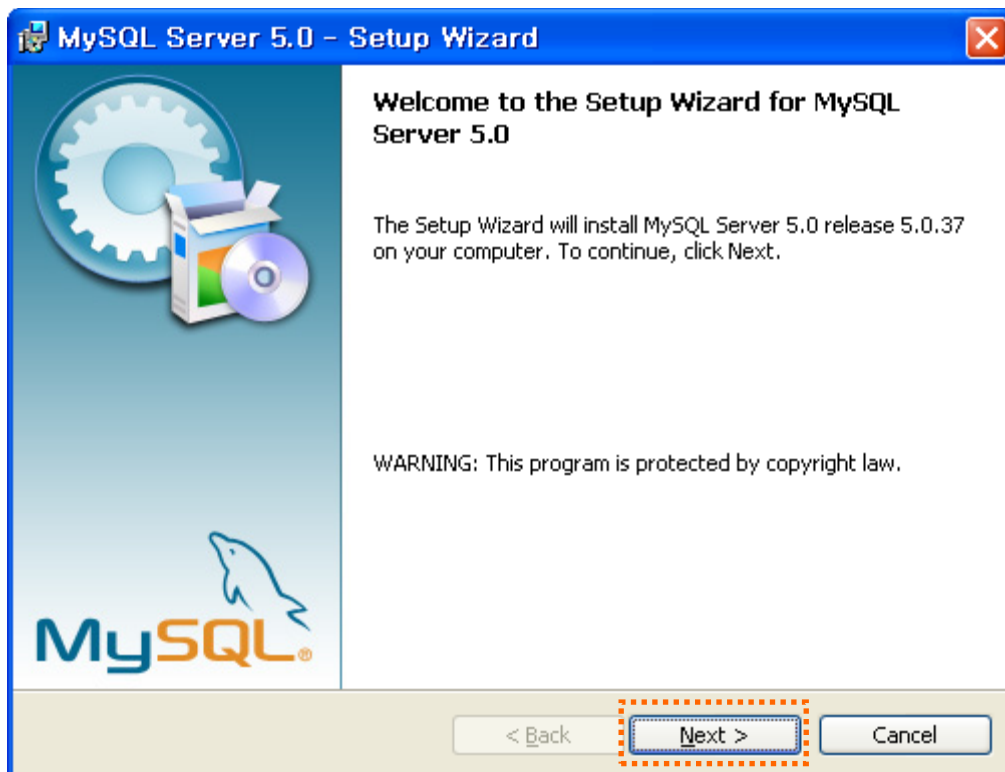 MySQL Server 5.0 - Setup Wizard
Welcome to the Setup Wizard for MySQL
Server 5.0
The Setup Wizard will install MySQL Server 5.0 release 5.0.37
on your computer. To continue, click Next.
WARNING: This program is protected by copyright law.
MySQL®
< Back
Next >
Cancel